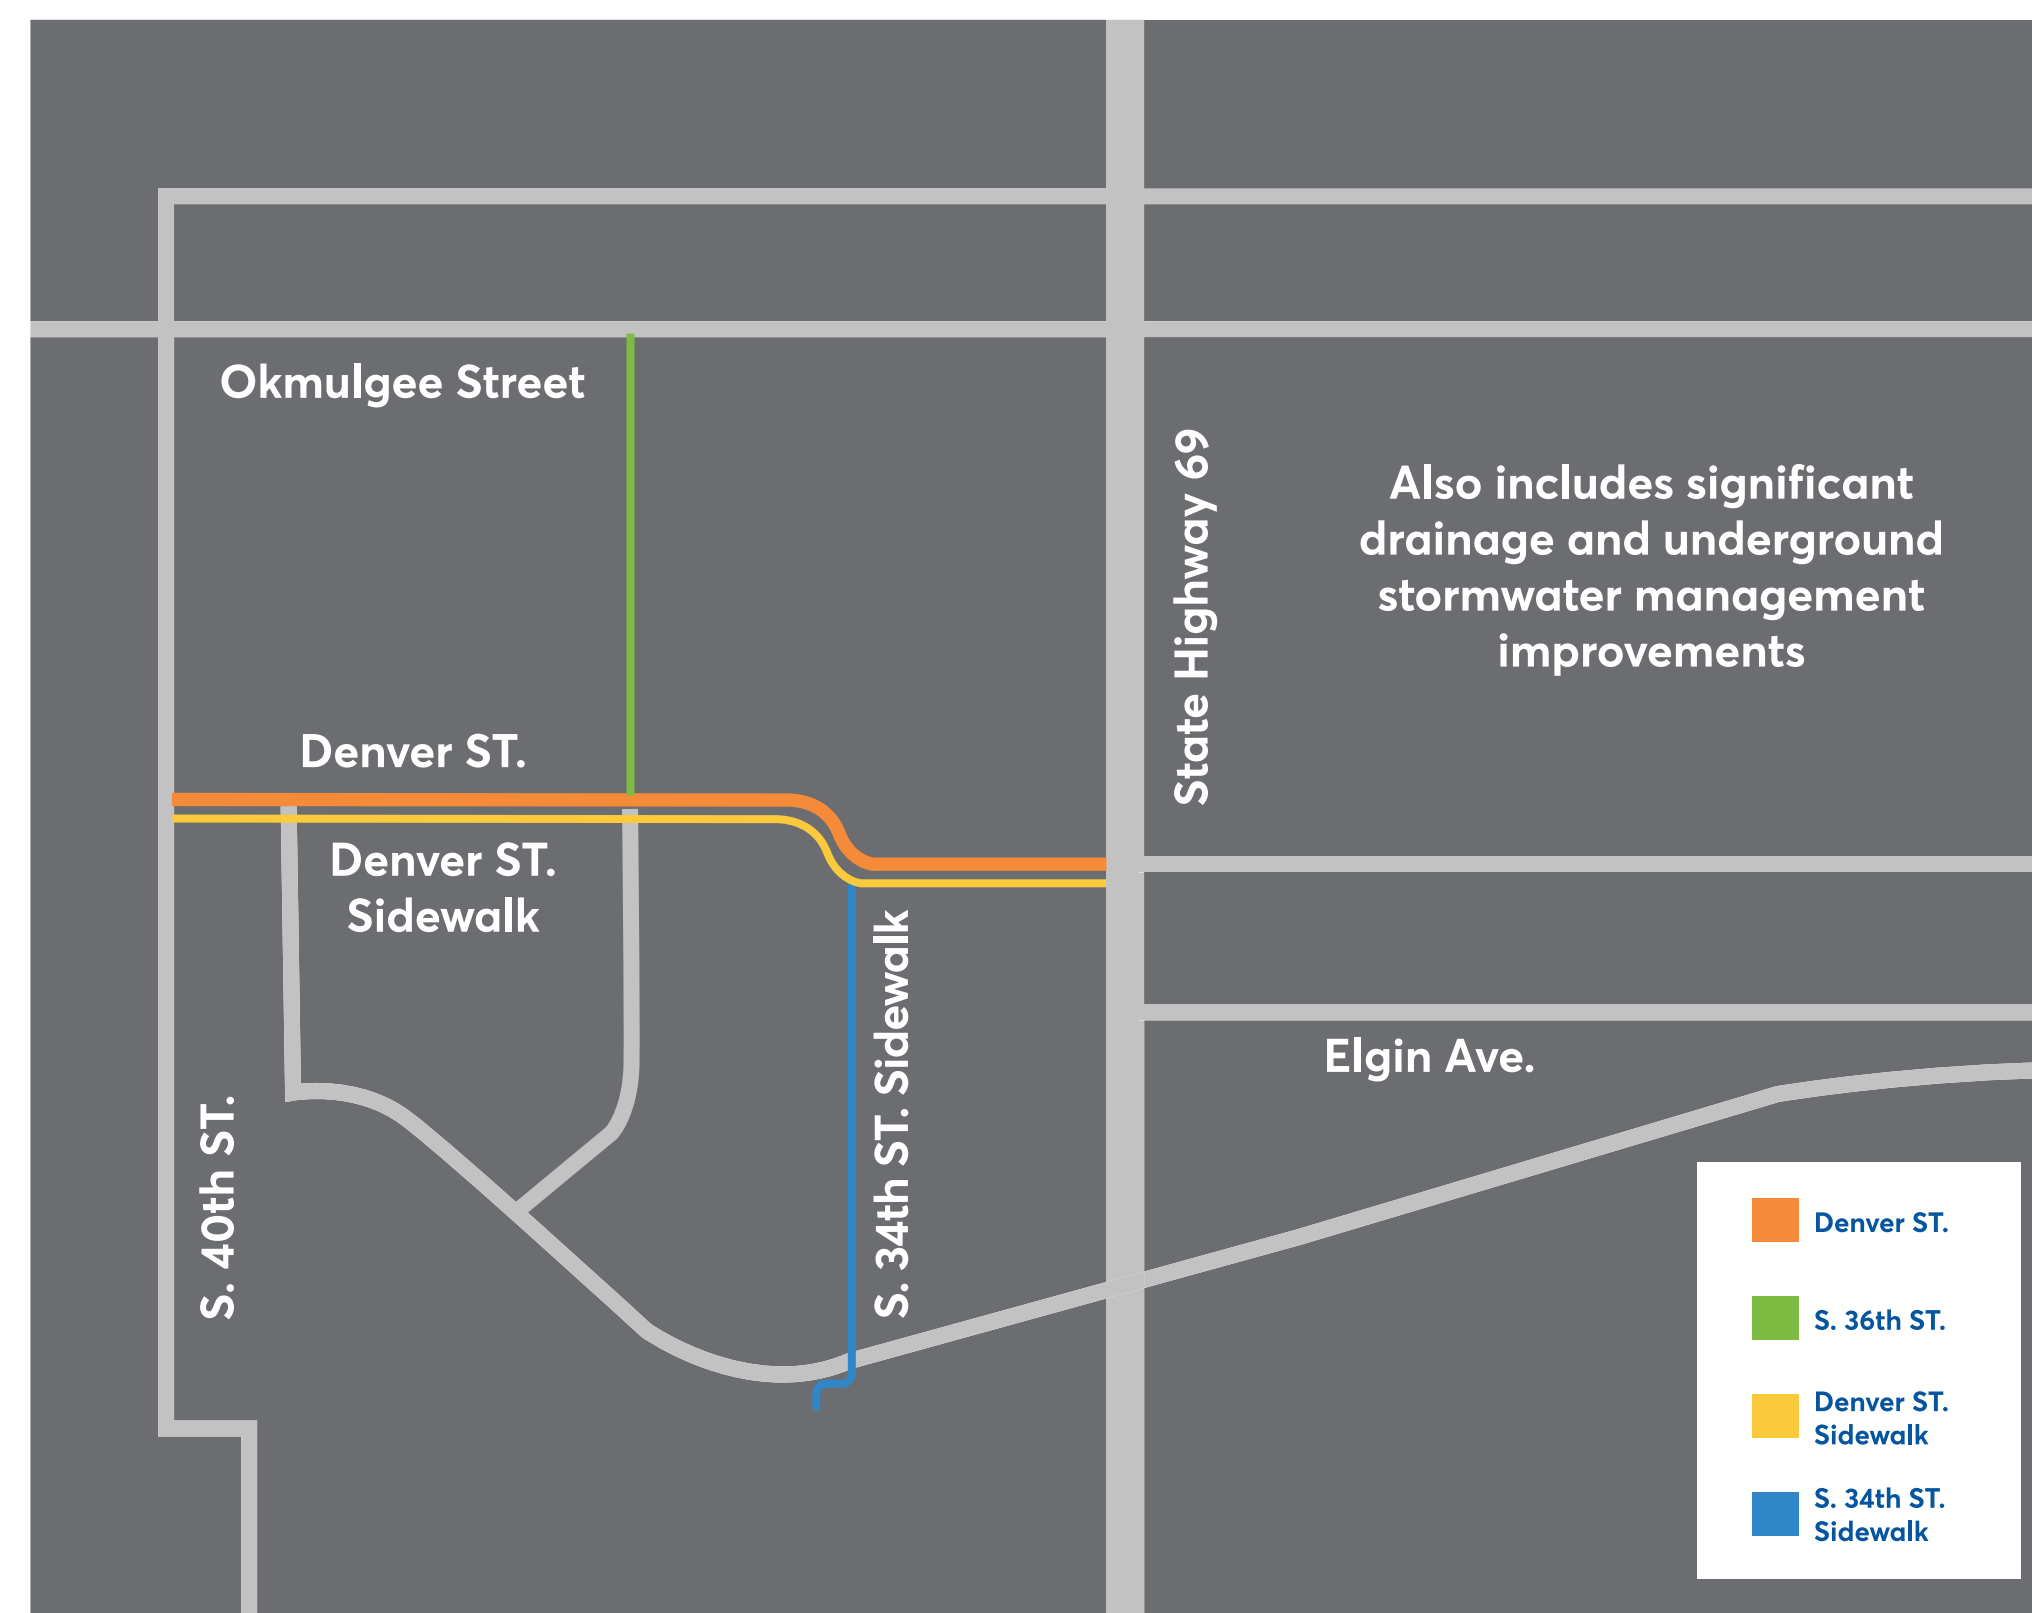 Okmulgee Street
State Highway 69
Also includes significant
drainage and underground
stormwater management
improvements
Denver ST.
Denver ST.
Sidewalk
S. 34th ST. Sidewalk
S. 40th ST.
Elgin Ave.
Denver ST.
S. 36th ST.
Denver ST.
Sidewalk
S. 34th ST.
Sidewalk